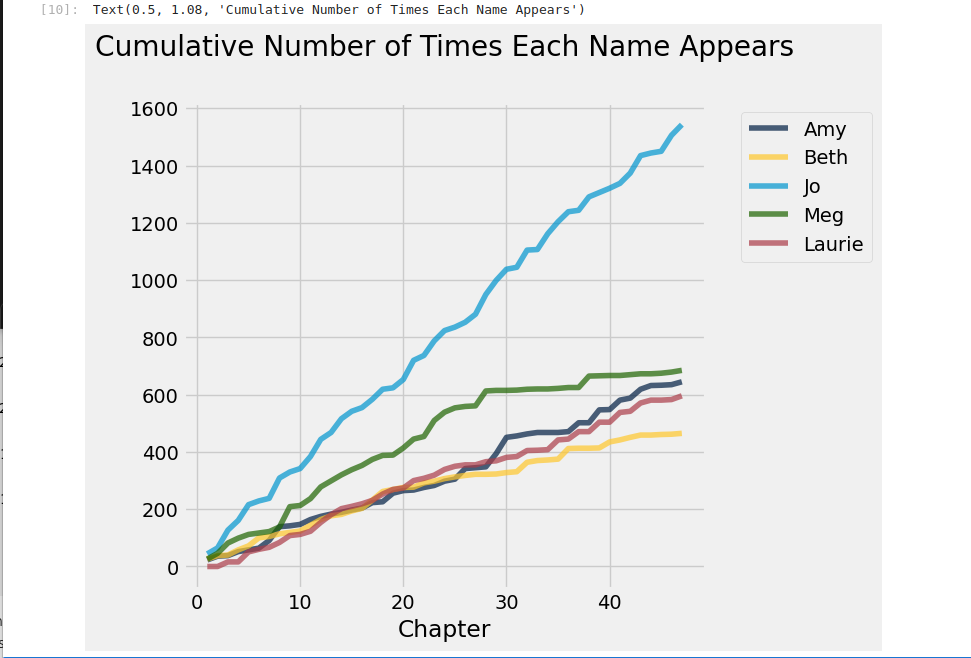 [10]: Text(0.5, 1.08, 'Cumulative Number of Times Each Name Appears')
Cumulative Number of Times Each Name Appears
1600
1400
1200
1000
800
600
400
200
0
0 10 20 30 40
Chapter
Amy
Beth
Jo
Meg
Laurie